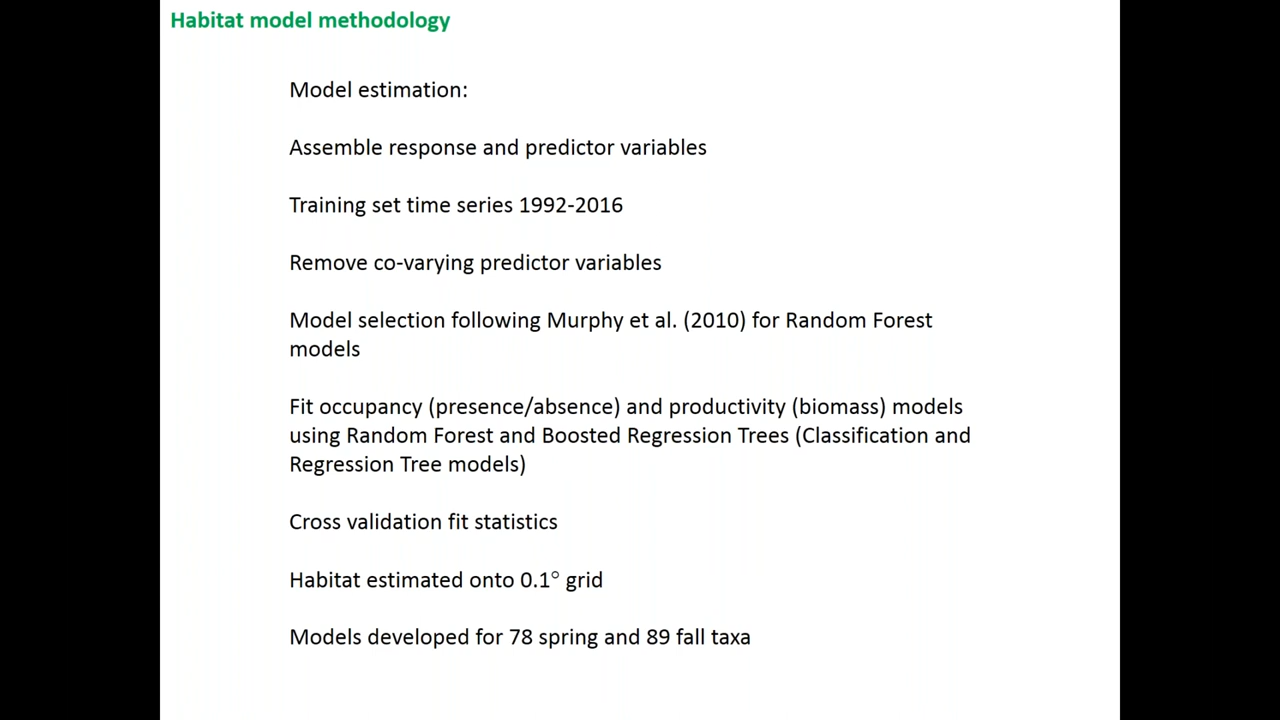 Habitat model methodology
Model estimation:
Assemble response and predictor variables
Training set time series 1992-2016
Remove co-varying predictor variables
Model selection following Murphy et al. (2010) for Random Forest
models
Fit occupancy (presence/absence) and productivity (biomass) models
using Random Forest and Boosted Regression Trees (Classification and
Regression Tree models)
Cross validation fit statistics
Habitat estimated onto 0.1° grid
Models developed for 78 spring and 89 fall taxa